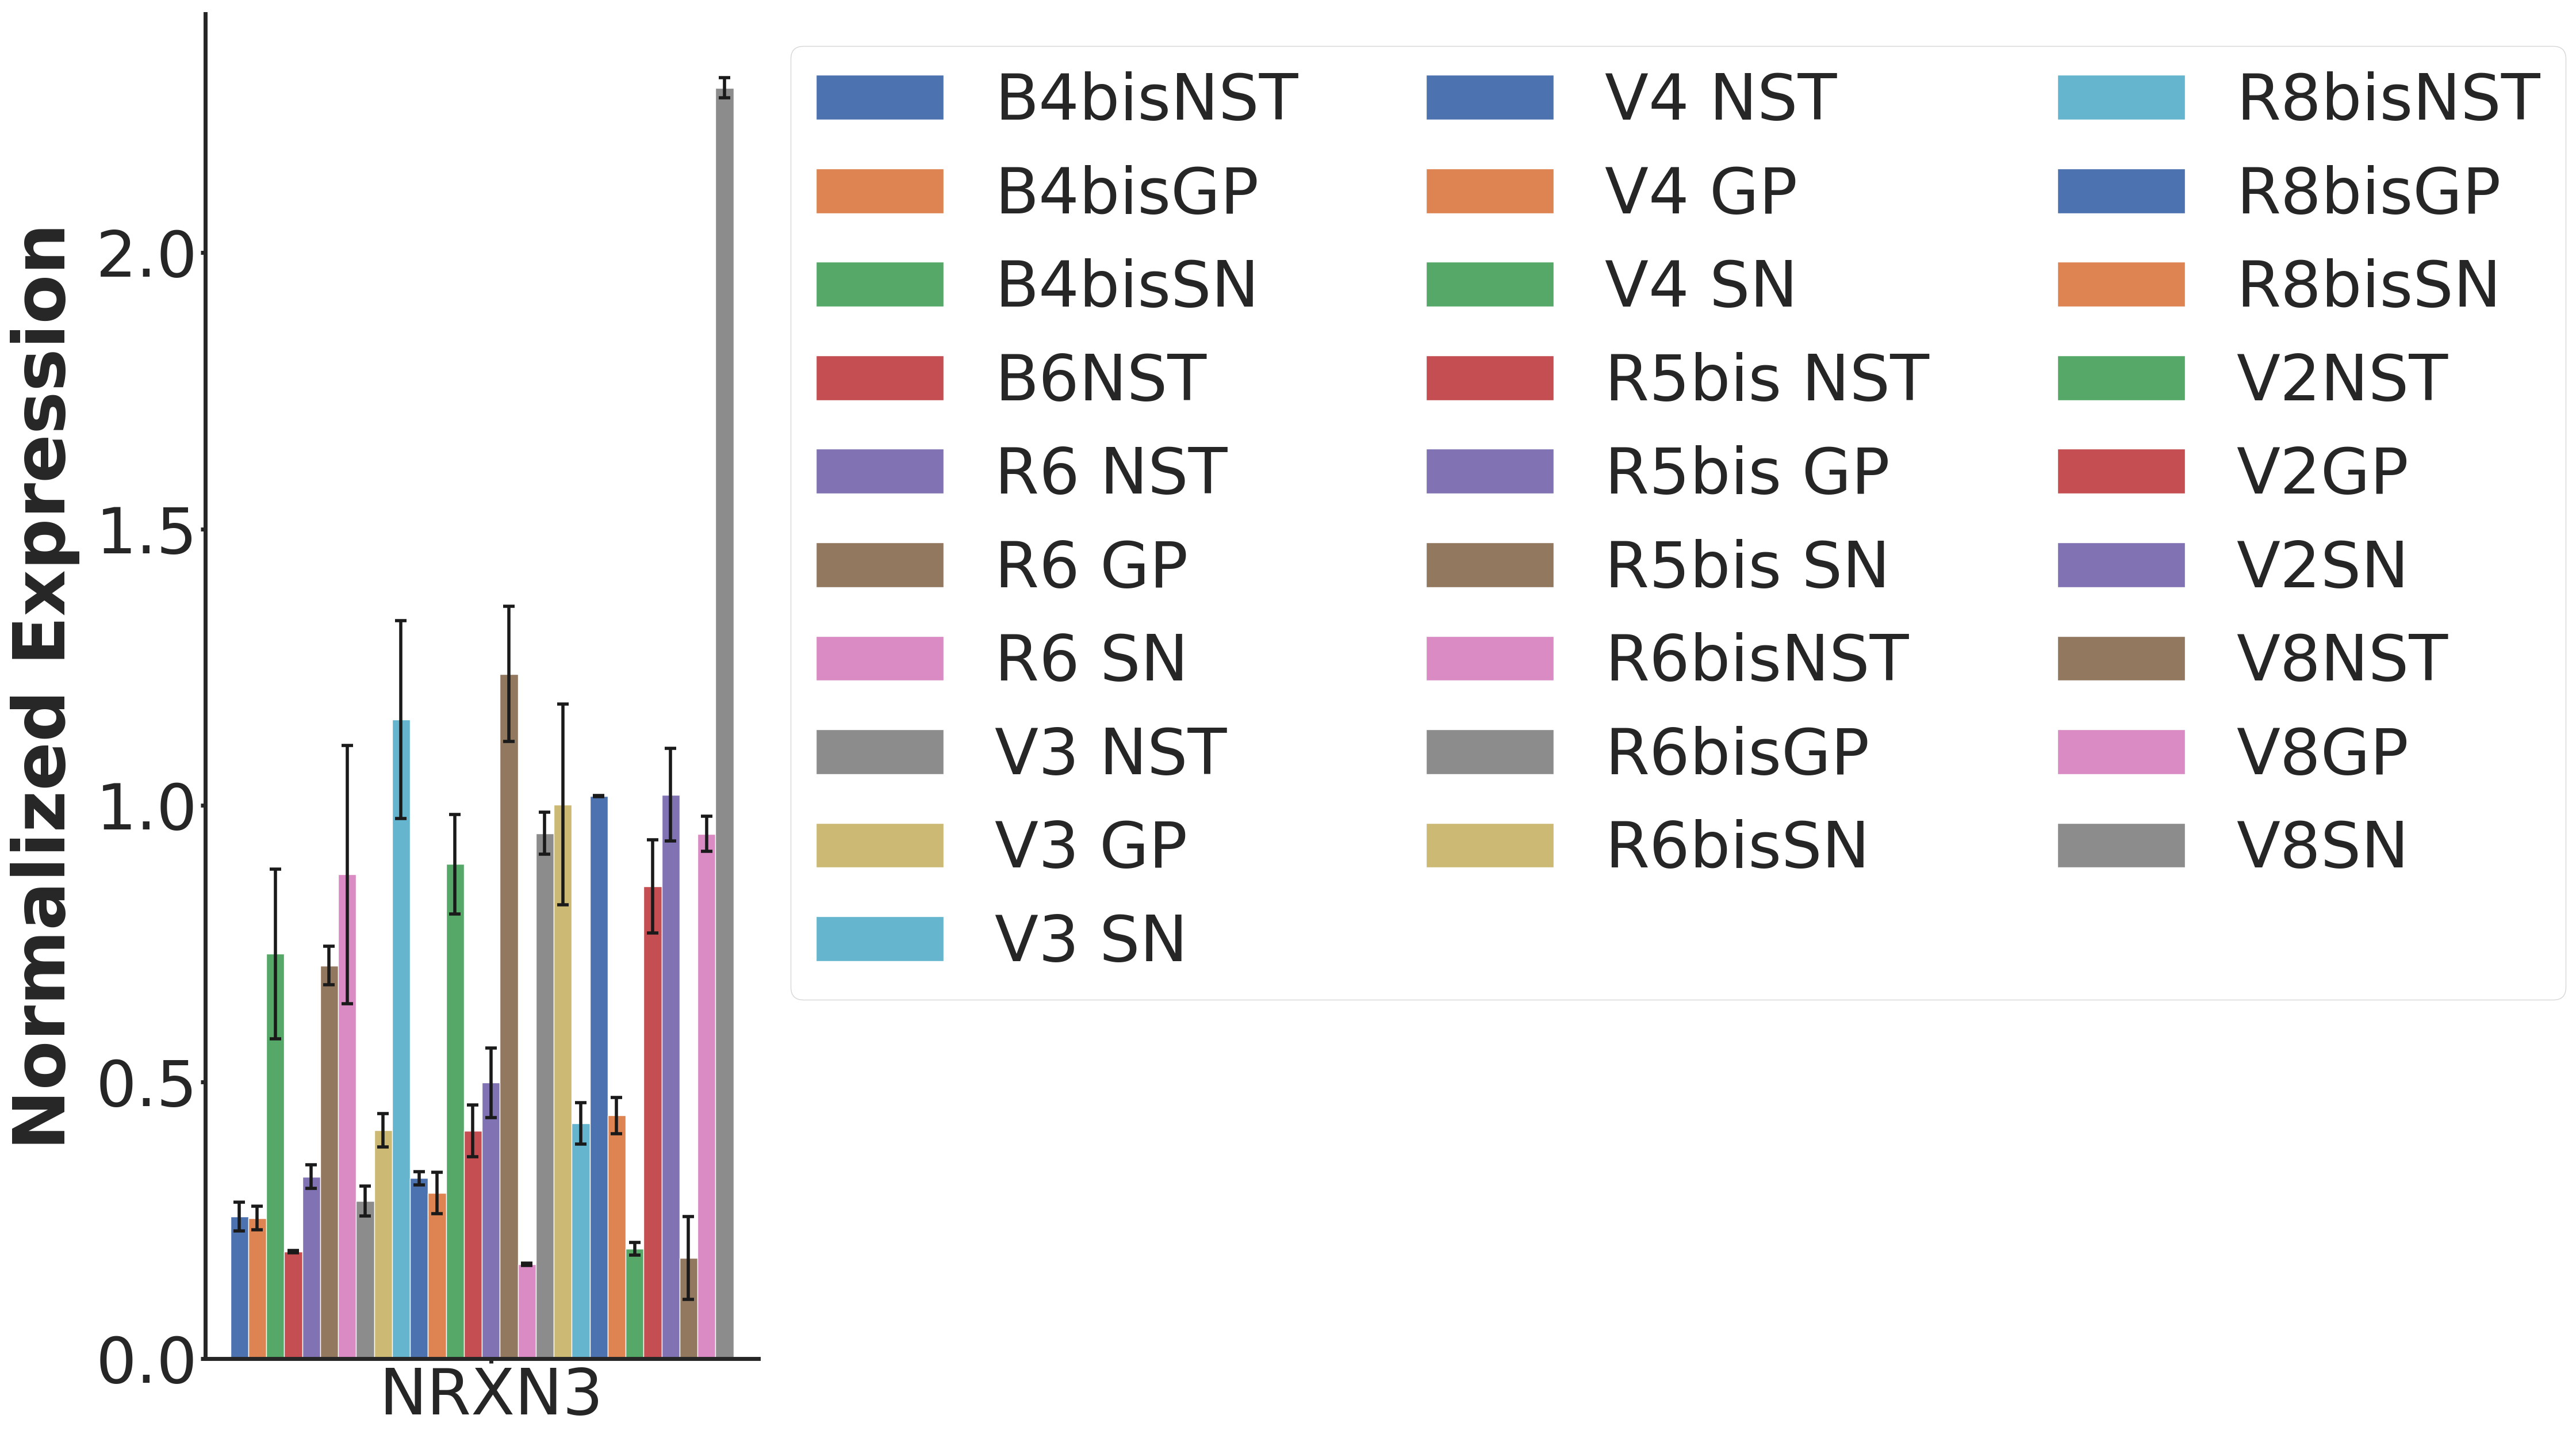 Normalized Expression
2.0
1.5
1.0
0.5
0.0
NRXN3
B4bisNST
B4bisGP
B4bisSN
B6NST
R6 NST
R6 GP
R6 SN
V3 NST
V3 GP
V3 SN
V4 NST
V4 GP
V4 SN
R5bis NST
R5bis GP
R5bis SN
R6bisNST
R6bisGP
R6bisSN
R8bisNST
R8bisGP
R8bisSN
V2NST
V2GP
V2SN
V8NST
V8GP
V8SN